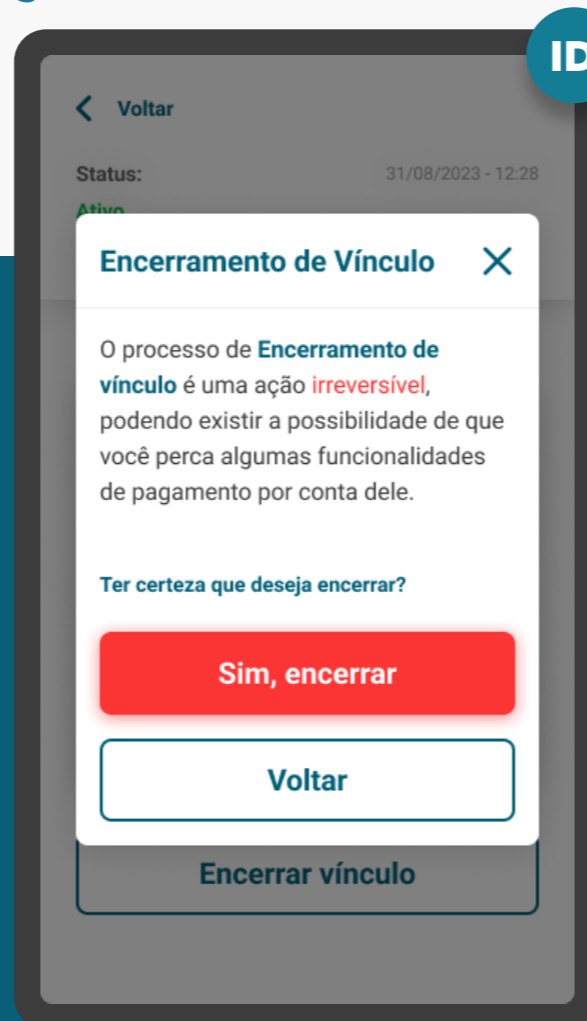 ID
Voltar
Status:
31/08/2023 - 12:28
Ativo
Encerramento de Vínculo
O processo de Encerramento de
vínculo é uma ação irreversível,
podendo existir a possibilidade de que
você perca algumas funcionalidades
de pagamento por conta dele.
Ter certeza que deseja encerrar?
Sim, encerrar
Voltar
Encerrar vínculo